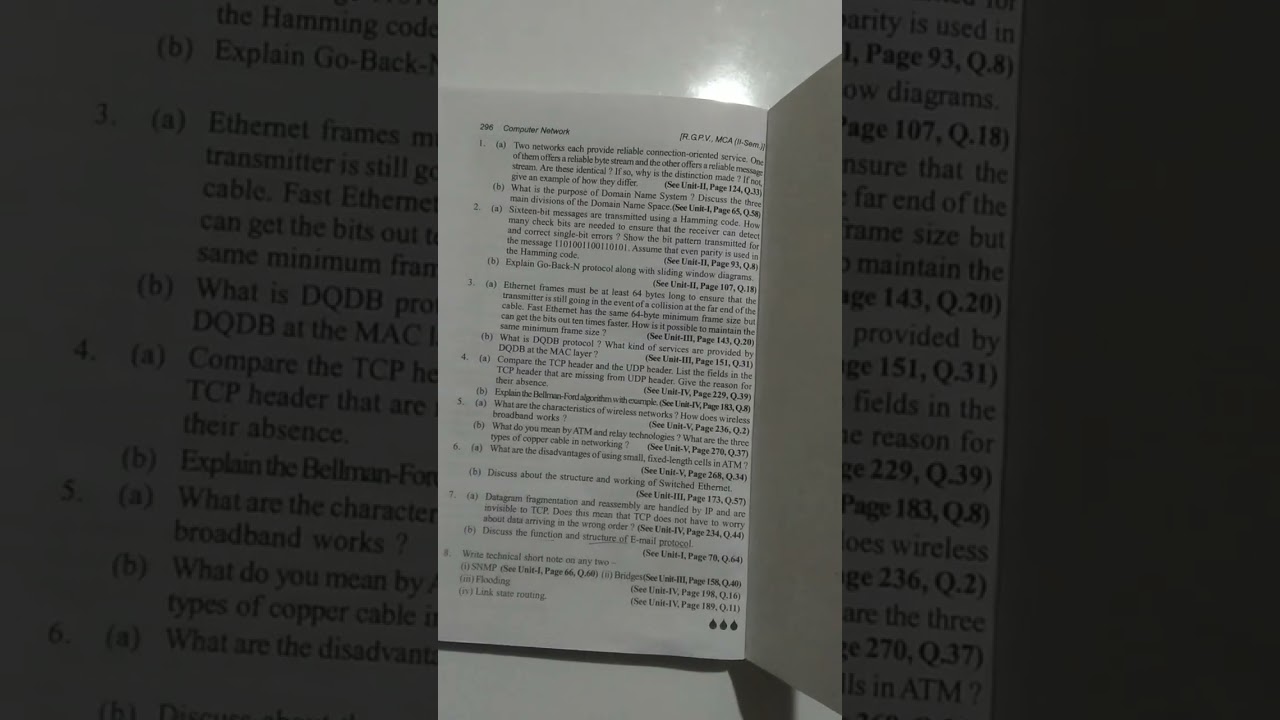 296 Computer Network
[R.G.P.V., MCA (II-Sem.)]
1. (a) Two networks each provide reliable connection-oriented service. One
of them offers a reliable byte stream and the other offers a reliable message
stream. Are these identical ? If so, why is the distinction made ? If not,
give an example of how they differ. (See Unit-II, Page 124, Q.33)
(b) What is the purpose of Domain Name System ? Discuss the three
main divisions of the Domain Name Space.(See Unit-I, Page 65, Q.58)
2. (a) Sixteen-bit messages are transmitted using a Hamming code. How
many check bits are needed to ensure that the receiver can detect
and correct single-bit errors ? Show the bit pattern transmitted for
the message 1101001100110101. Assume that even parity is used in
the Hamming code. (See Unit-II, Page 93, Q.8)
(b) Explain Go-Back-N protocol along with sliding window diagrams.
(See Unit-II, Page 107, Q.18)
3. (a) Ethernet frames must be at least 64 bytes long to ensure that the
transmitter is still going in the event of a collision at the far end of the
cable. Fast Ethernet has the same 64-byte minimum frame size but
can get the bits out ten times faster. How is it possible to maintain the
same minimum frame size ? (See Unit-III, Page 143, Q.20)
(b) What is DQDB protocol ? What kind of services are provided by
DQDB at the MAC layer ? (See Unit-III, Page 151, Q.31)
4. (a) Compare the TCP header and the UDP header. List the fields in the
TCP header that are missing from UDP header. Give the reason for
their absence. (See Unit-IV, Page 229, Q.39)
(b) Explain the Bellman-Ford algorithm with example. (See Unit-IV, Page 183, Q.8)
5. (a) What are the characteristics of wireless networks ? How does wireless
broadband works ? (See Unit-V, Page 236, Q.2)
(b) What do you mean by ATM and relay technologies ? What are the three
types of copper cable in networking ? (See Unit-V, Page 270, Q.37)
6. (a) What are the disadvantages of using small, fixed-length cells in ATM ?
(See Unit-V, Page 268, Q.34)
(b) Discuss about the structure and working of Switched Ethernet.
(See Unit-III, Page 173, Q.57)
7. (a) Datagram fragmentation and reassembly are handled by IP and are
invisible to TCP. Does this mean that TCP does not have to worry
about data arriving in the wrong order ? (See Unit-IV, Page 234, Q.44)
(b) Discuss the function and structure of E-mail protocol.
(See Unit-I, Page 70, Q.64)
8. Write technical short note on any two –
(i) SNMP (See Unit-I, Page 66, Q.60) (ii) Bridges(See Unit-III, Page 158, Q.40)
(iii) Flooding (See Unit-IV, Page 198, Q.16)
(iv) Link state routing. (See Unit-IV, Page 189, Q.11)